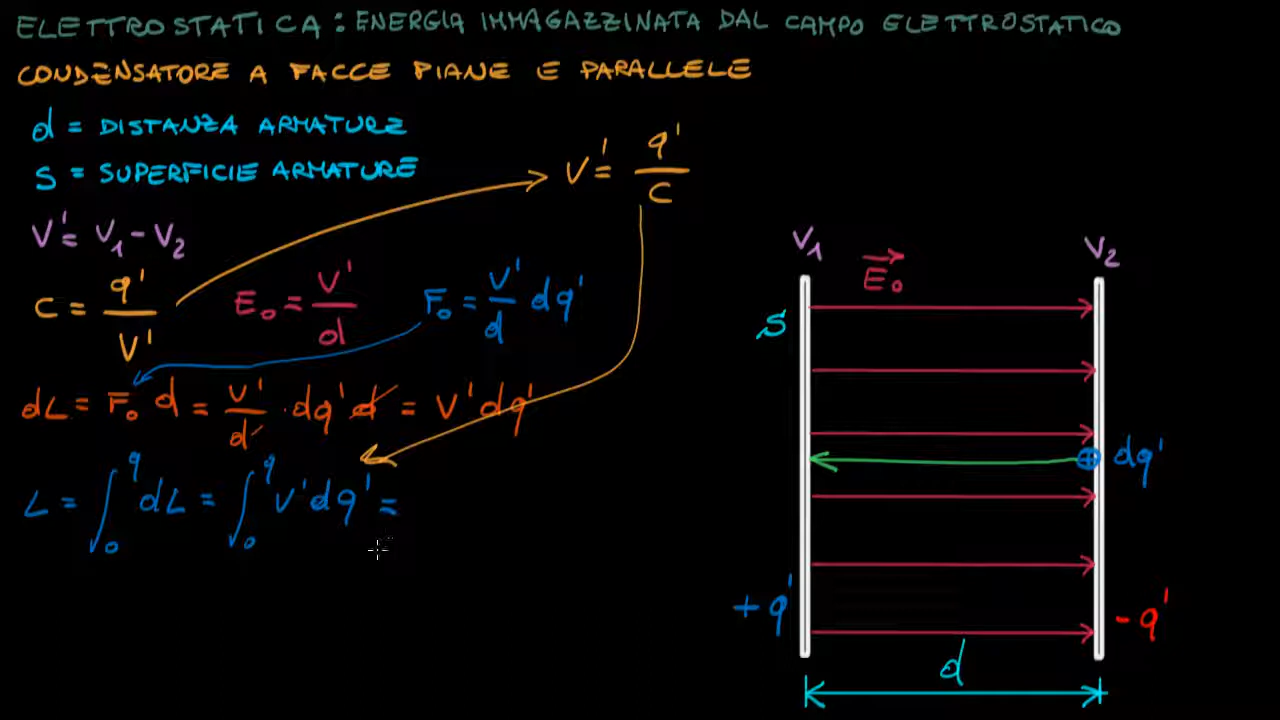 ELETTROSTATICA: ENERGIA IMMAGAZZINATA DAL CAMPO ELETTROSTATICO
CONDENSATORE A FACCE PIANE E PARALLELE
d = DISTANZA ARMATURE
S = SUPERFICIE ARMATURE
V' = q'/C
V' = V₁ - V₂
C = q'/V'
E₀ = V'/d
F₀ = V'/d dq'
dL = F₀ d = V'/d · dq' d = V'dq'
L = ∫₀^q dL = ∫₀^q V'dq' =
V₁
V₂
E₀
S
dq'
+q'
-q'
d